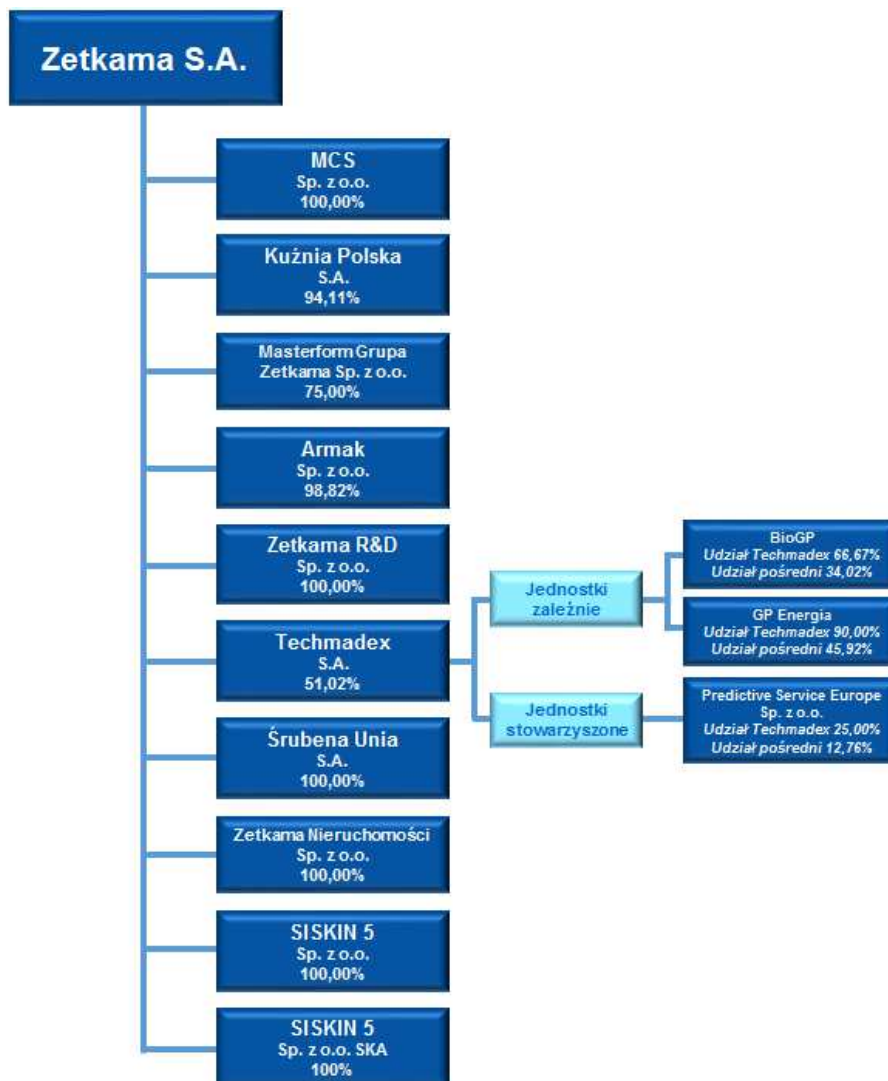 Zetkama S.A.
MCS
Sp. z o.o.
100,00%
Kuźnia Polska
S.A.
94,11%
Masterform Grupa
Zetkama Sp. z o.o.
75,00%
Armak
Sp. z o.o.
98,82%
Zetkama R&D
Sp. z o.o.
100,00%
Techmadex
S.A.
51,02%
Jednostki
zależnie
BioGP
Udział Techmadex 66,67%
Udział pośredni 34,02%
GP Energia
Udział Techmadex 90,00%
Udział pośredni 45,92%
Jednostki
stowarzyszone
Predictive Service Europe
Sp. z o.o.
Udział Techmadex 25,00%
Udział pośredni 12,76%
Śrubena Unia
S.A.
100,00%
Zetkama Nieruchomości
Sp. z o.o.
100,00%
SISKIN 5
Sp. z o.o.
100,00%
SISKIN 5
Sp. z o.o. SKA
100%